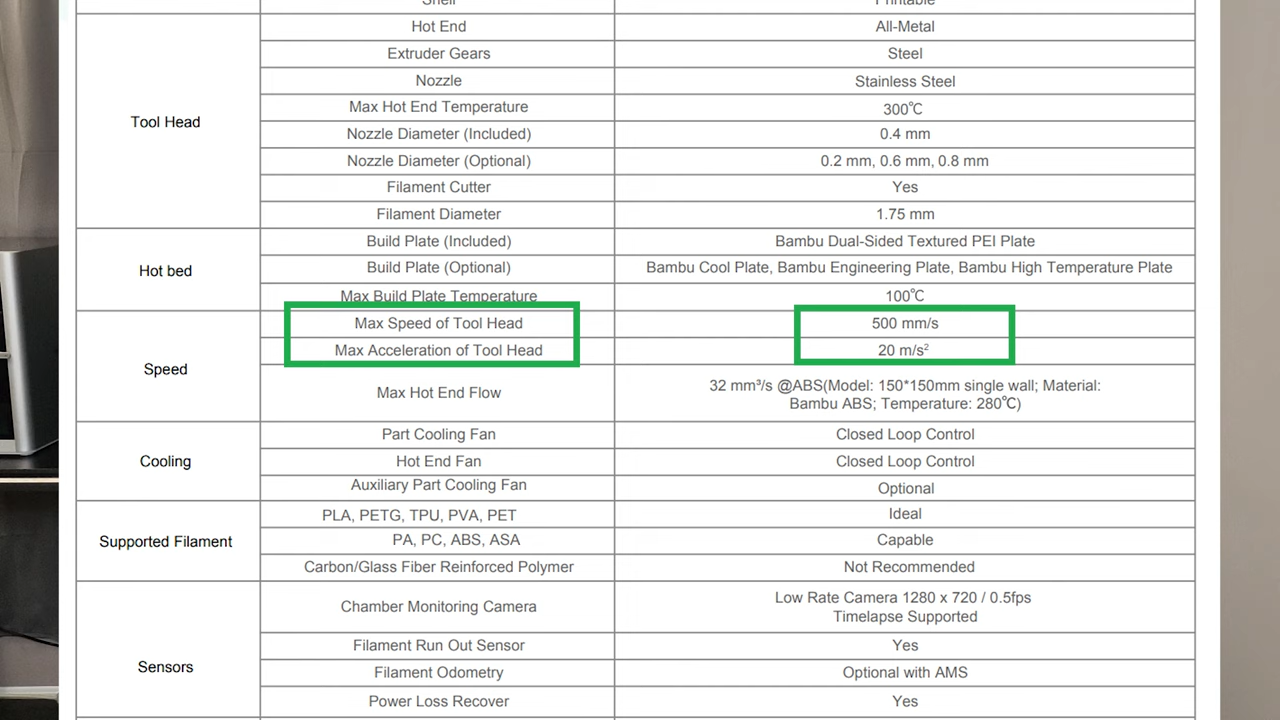 Shell Printable
Hot End All-Metal
Extruder Gears Steel
Nozzle Stainless Steel
Max Hot End Temperature 300℃
Tool Head
Nozzle Diameter (Included) 0.4 mm
Nozzle Diameter (Optional) 0.2 mm, 0.6 mm, 0.8 mm
Filament Cutter Yes
Filament Diameter 1.75 mm
Build Plate (Included) Bambu Dual-Sided Textured PEI Plate
Hot bed Build Plate (Optional) Bambu Cool Plate, Bambu Engineering Plate, Bambu High Temperature Plate
Max Build Plate Temperature 100℃
Max Speed of Tool Head 500 mm/s
Max Acceleration of Tool Head 20 m/s²
Speed
Max Hot End Flow 32 mm³/s @ABS(Model: 150*150mm single wall; Material:
Bambu ABS; Temperature: 280℃)
Part Cooling Fan Closed Loop Control
Cooling Hot End Fan Closed Loop Control
Auxiliary Part Cooling Fan Optional
PLA, PETG, TPU, PVA, PET Ideal
Supported Filament PA, PC, ABS, ASA Capable
Carbon/Glass Fiber Reinforced Polymer Not Recommended
Chamber Monitoring Camera Low Rate Camera 1280 x 720 / 0.5fps
Timelapse Supported
Filament Run Out Sensor Yes
Sensors Filament Odometry Optional with AMS
Power Loss Recover Yes